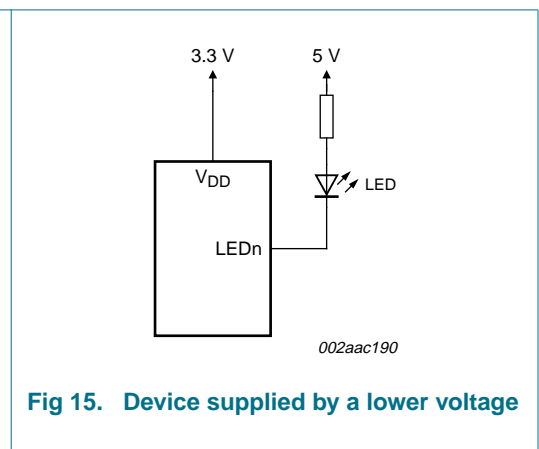 3.3 V 5 V
VDD
LED
LEDn
002aac190
Fig 15. Device supplied by a lower voltage